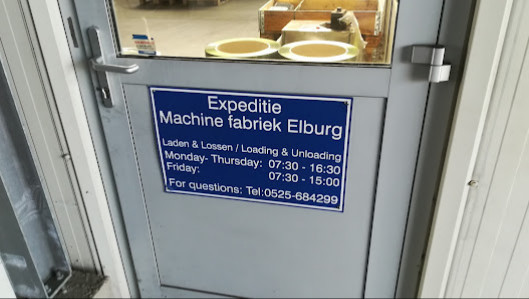 Expeditie
Machine fabriek Elburg
Laden & Lossen / Loading & Unloading
Monday- Thursday: 07:30 - 16:30
Friday: 07:30 - 15:00
For questions: Tel:0525-684299